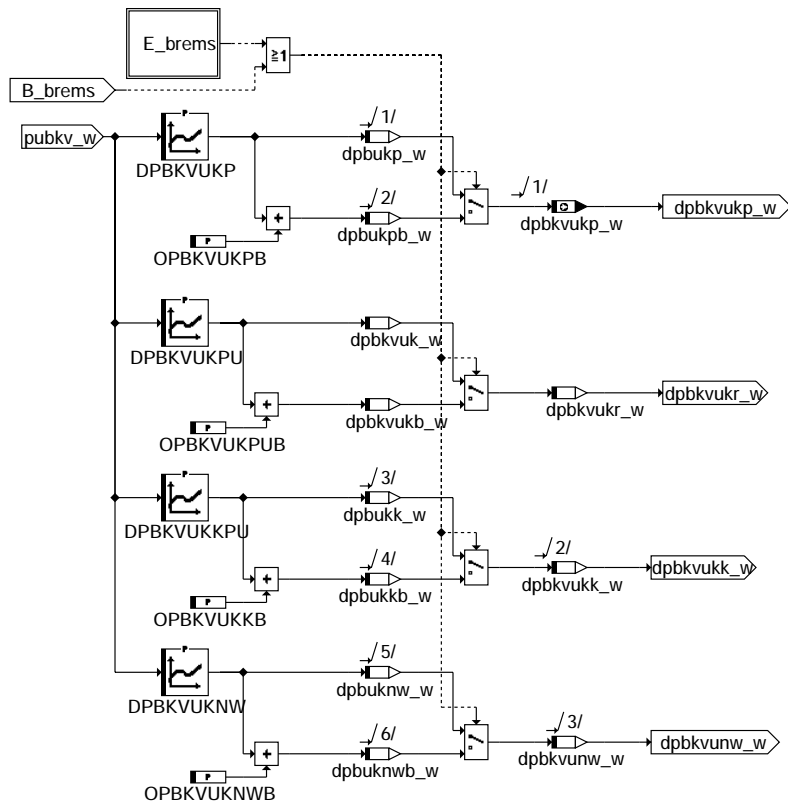 E_brems
≥1
B_brems
pubkv_w
P
DPBKVUKP
/1/
dpbukp_w
/2/
dpbukpb_w
+
P
OPBKVUKPB
/1/
dpbkvukp_w
dpbkvukp_w
P
DPBKVUKPU
dpbkvuk_w
+
P
OPBKVUKPUB
dpbkvukb_w
dpbkvukr_w
dpbkvukr_w
P
DPBKVUKKPU
/3/
dpbukk_w
+
P
OPBKVUKKB
/4/
dpbukkb_w
/2/
dpbkvukk_w
dpbkvukk_w
P
DPBKVUKNW
/5/
dpbuknw_w
+
P
OPBKVUKNWB
/6/
dpbuknwb_w
/3/
dpbkvunw_w
dpbkvunw_w